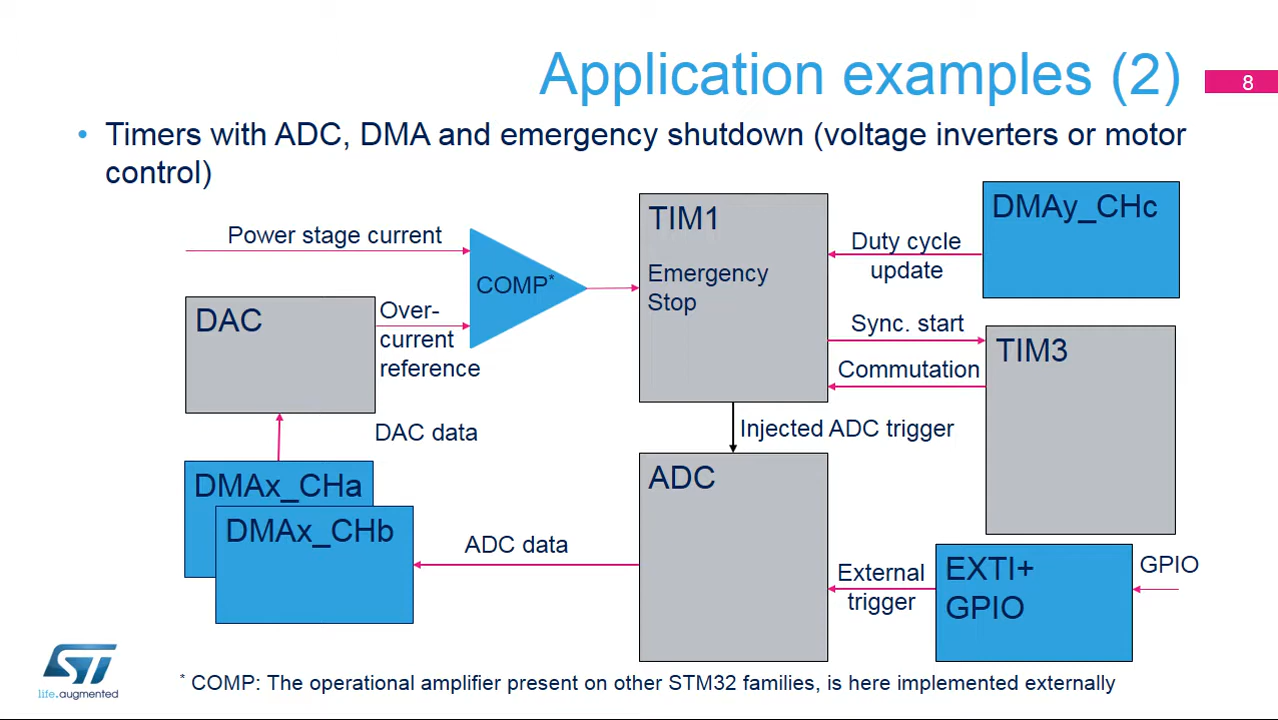 Application examples (2)
8
• Timers with ADC, DMA and emergency shutdown (voltage inverters or motor
control)
Power stage current
COMP*
DAC
Over-
current
reference
DAC data
DMAx_CHa
DMAx_CHb
ADC data
TIM1
Emergency
Stop
Duty cycle
update
DMAy_CHc
Sync. start
Commutation
TIM3
Injected ADC trigger
ADC
External
trigger
EXTI+
GPIO
GPIO
ST
life.augmented
* COMP: The operational amplifier present on other STM32 families, is here implemented externally